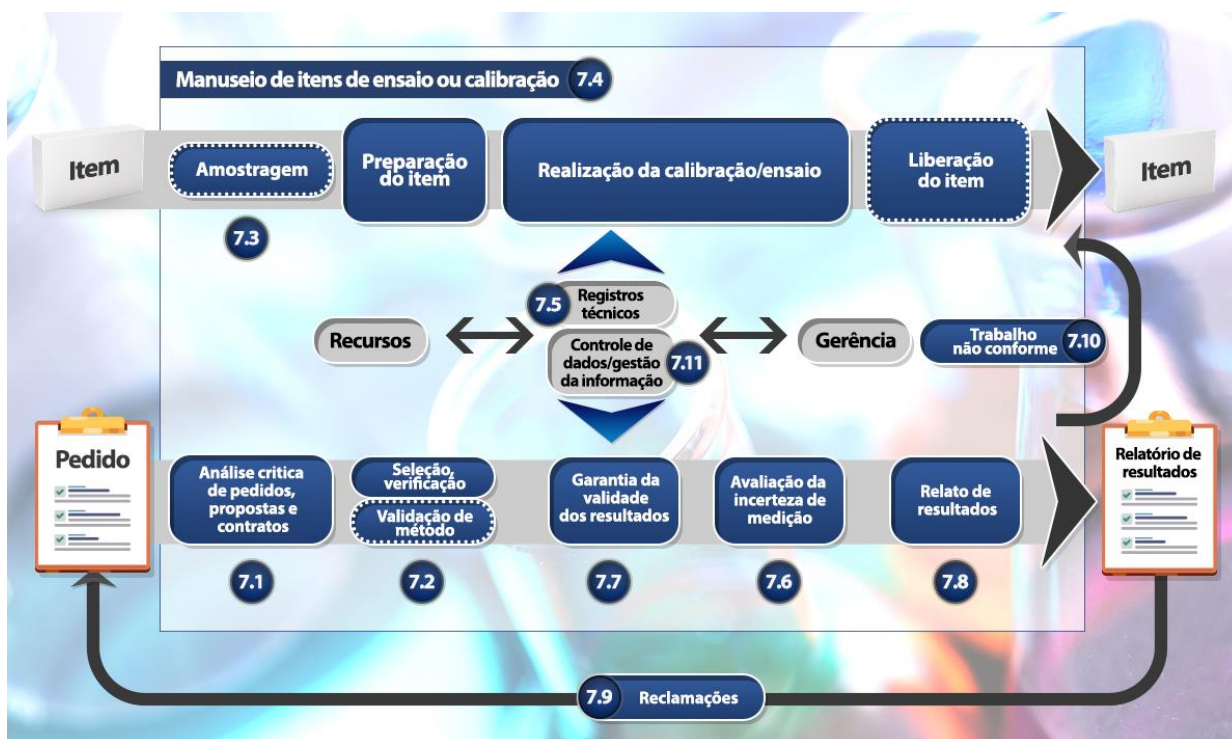 Manuseio de itens de ensaio ou calibração 7.4
Item
Amostragem
7.3
Preparação
do item
Realização da calibração/ensaio
Liberação
do item
Item
7.5 Registros
técnicos
Recursos
Controle de
dados/gestão
da informação
7.11
Gerência
Trabalho
não conforme
7.10
Pedido
Análise critica
de pedidos,
propostas e
contratos
7.1
Seleção,
verificação
Validação de
método
7.2
Garantia da
validade
dos resultados
7.7
Avaliação da
incerteza de
medição
7.6
Relato de
resultados
7.8
Relatório de
resultados
7.9 Reclamações